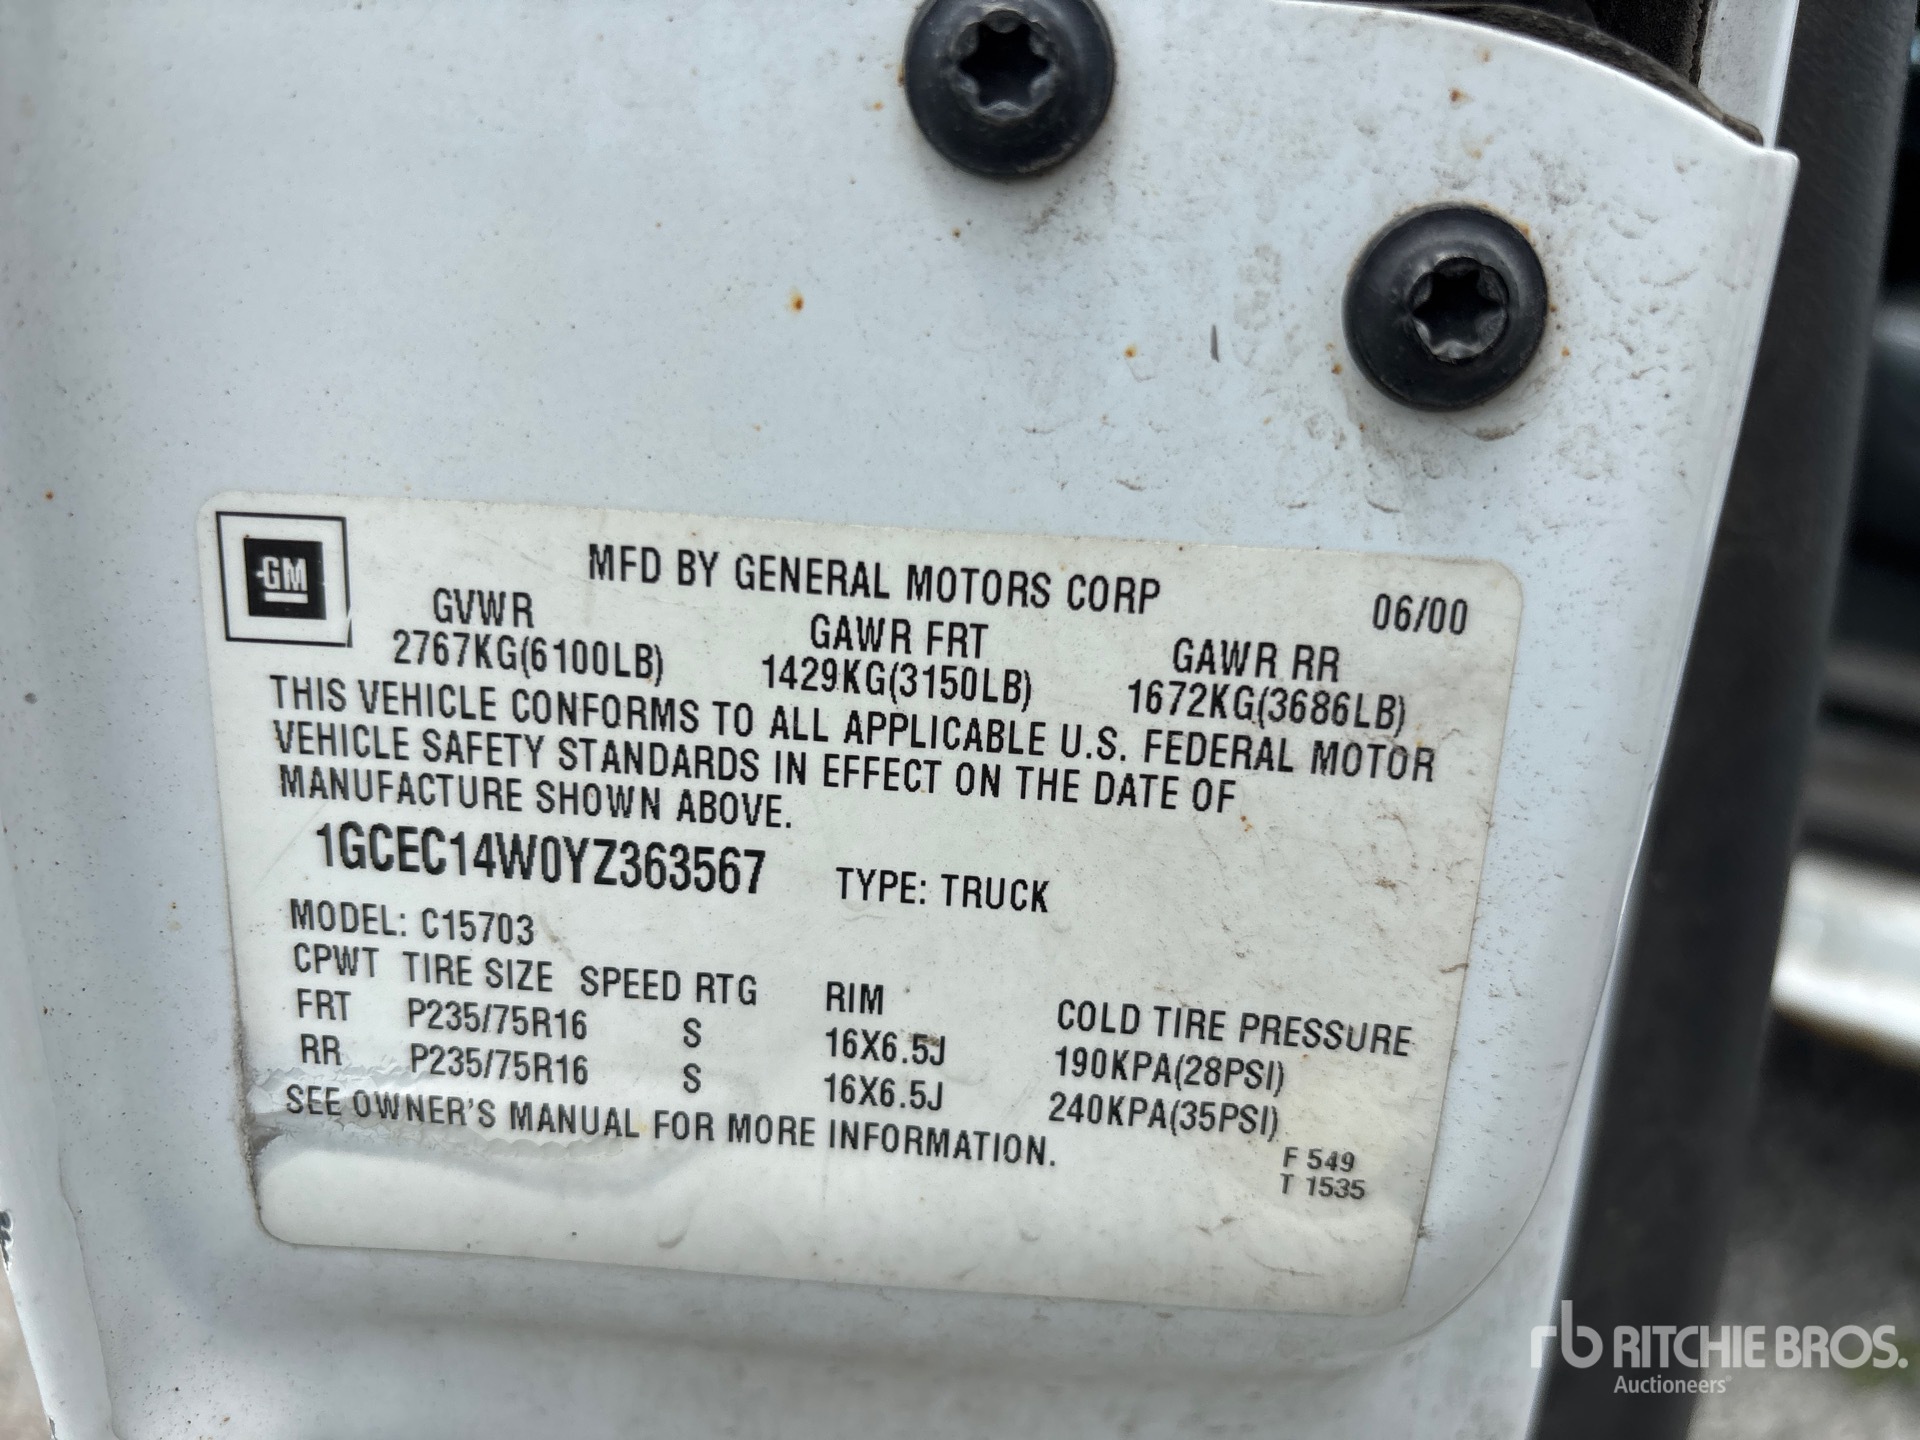 GM
MFD BY GENERAL MOTORS CORP 06/00
GVWR GAWR FRT GAWR RR
2767KG(6100LB) 1429KG(3150LB) 1672KG(3686LB)
THIS VEHICLE CONFORMS TO ALL APPLICABLE U.S. FEDERAL MOTOR
VEHICLE SAFETY STANDARDS IN EFFECT ON THE DATE OF
MANUFACTURE SHOWN ABOVE.
1GCEC14W0YZ363567 TYPE: TRUCK
MODEL: C15703
CPWT TIRE SIZE SPEED RTG RIM COLD TIRE PRESSURE
FRT P235/75R16 S 16X6.5J 190KPA(28PSI)
RR P235/75R16 S 16X6.5J 240KPA(35PSI)
SEE OWNER'S MANUAL FOR MORE INFORMATION.
F 549
T 1535
rb RITCHIE BROS.
Auctioneers